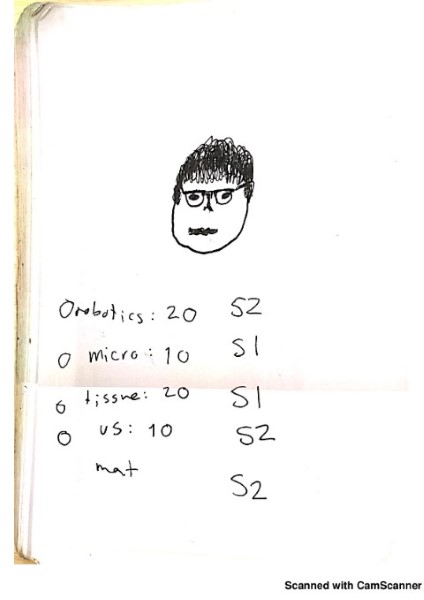 O robotics: 20 S2
O micro: 10 S1
O tissue: 20 S1
O US: 10 S2
mat S2
Scanned with CamScanner